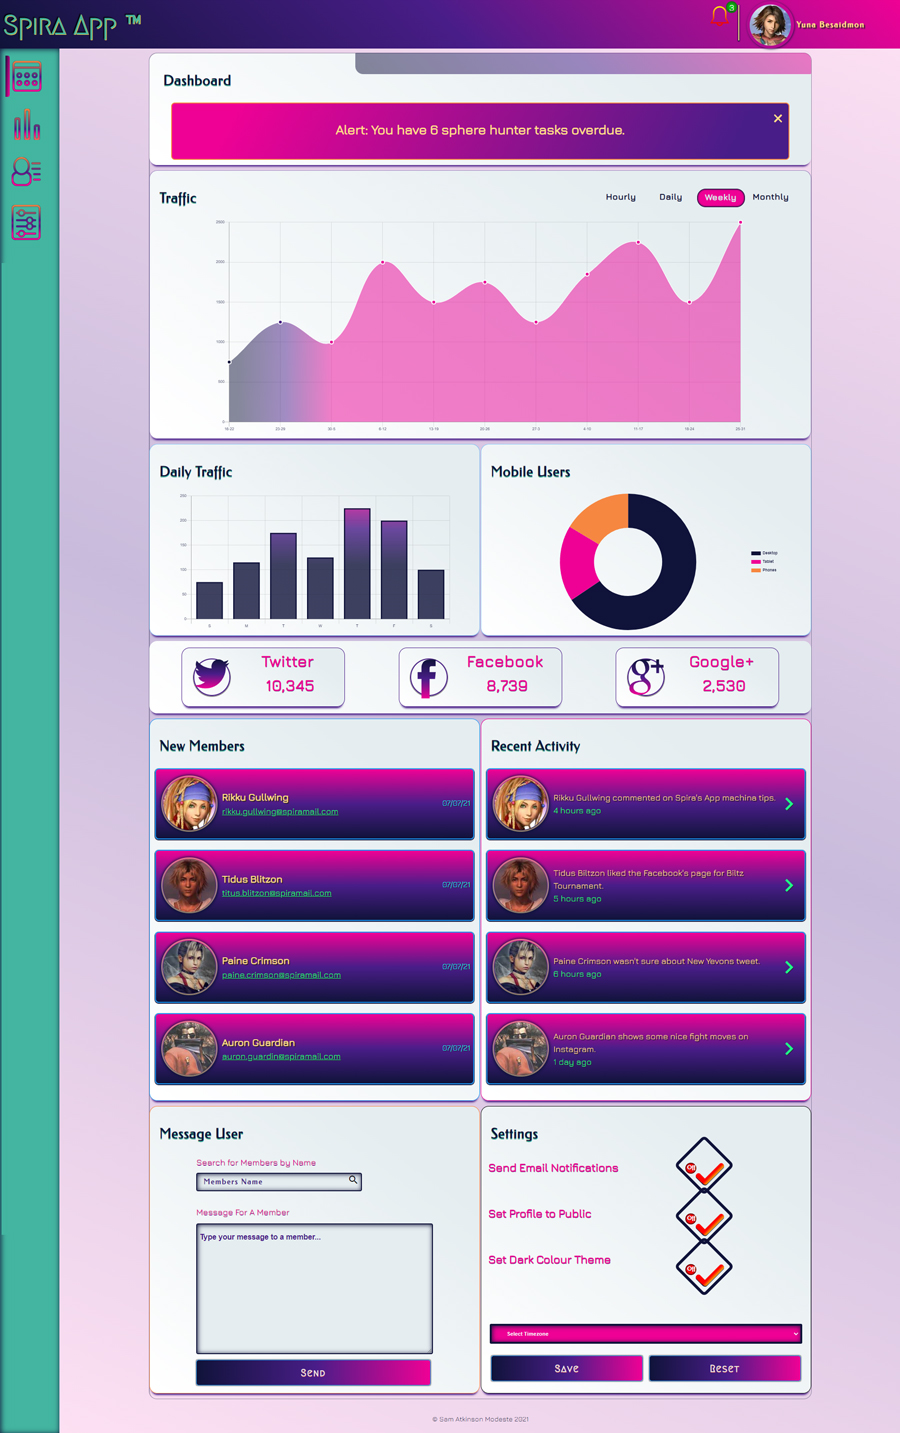 Spira App ™
3
Yuna Besaidmon
Dashboard
Alert: You have 6 sphere hunter tasks overdue.
Traffic
Hourly Daily Weekly Monthly
2500
2000
1500
1000
500
0
16-22 23-29 30-5 6-12 13-19 20-26 27-3 4-10 11-17 18-24 25-31
Daily Traffic
250
200
150
100
50
0
S M T W T F S
Mobile Users
Desktop
Tablet
Phones
Twitter
10,345
Facebook
8,739
Google+
2,530
New Members
Rikku Gullwing
rikku.gullwing@spiramail.com
07/07/21
Tidus Blitzon
titus.blitzon@spiramail.com
07/07/21
Paine Crimson
paine.crimson@spiramail.com
07/07/21
Auron Guardian
auron.guardin@spiramail.com
07/07/21
Recent Activity
Rikku Gullwing commented on Spira's App machina tips.
4 hours ago
Tidus Biltzon liked the Facebook's page for Biltz
Tournament.
5 hours ago
Paine Crimson wasn't sure about New Yevons tweet.
6 hours ago
Auron Guardian shows some nice fight moves on
Instagram.
1 day ago
Message User
Search for Members by Name
Members Name
Message For A Member
Type your message to a member...
Send
Settings
Send Email Notifications
Off
Set Profile to Public
Off
Set Dark Colour Theme
Off
Select Timezone
Save
Reset
© Sam Atkinson Modeste 2021